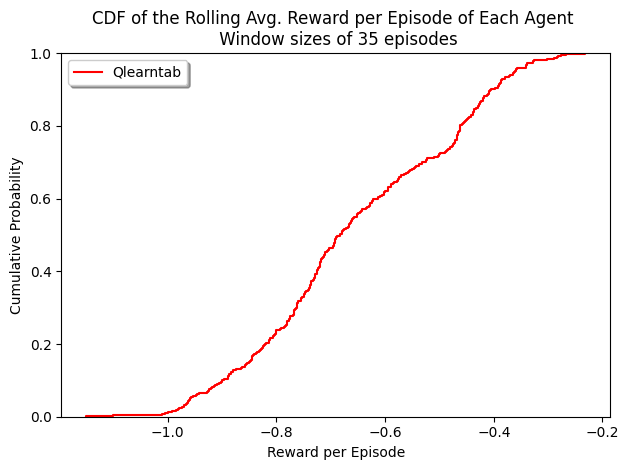 CDF of the Rolling Avg. Reward per Episode of Each Agent
Window sizes of 35 episodes
Qlearntab
1.0
0.8
0.6
0.4
0.2
0.0
Cumulative Probability
−1.0
−0.8
−0.6
−0.4
−0.2
Reward per Episode